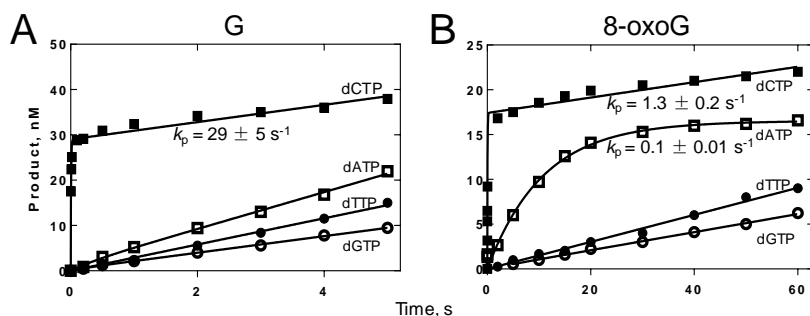 A
G
B
8-oxoG
Product, nM
50
40
30
20
10
0
dCTP
kp = 29 ± 5 s-1
dATP
dTTP
dGTP
0
2
4
25
20
15
10
5
0
dCTP
kp = 1.3 ± 0.2 s-1
dATP
kp = 0.1 ± 0.01 s-1
dTTP
dGTP
0
20
40
60
Time, s